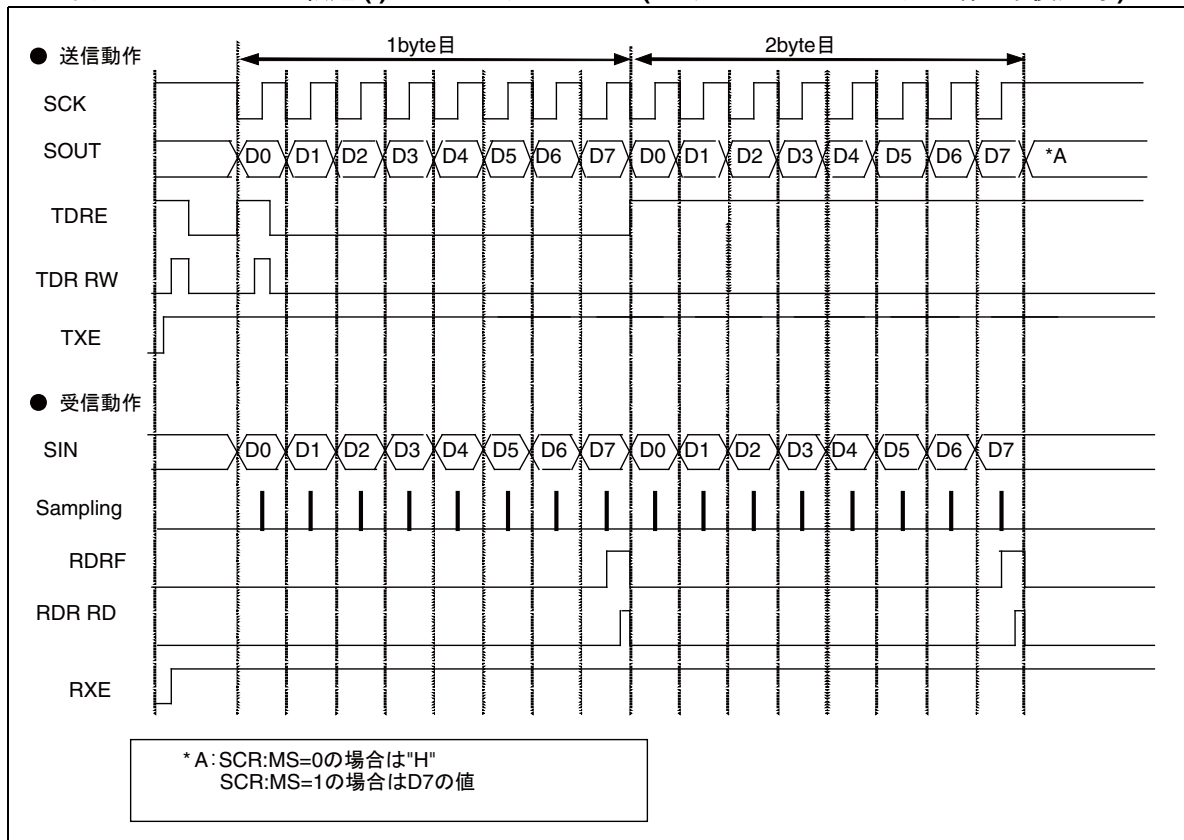 ● 送信動作
1byte目 2byte目
SCK
SOUT D0 D1 D2 D3 D4 D5 D6 D7 D0 D1 D2 D3 D4 D5 D6 D7 *A
TDRE
TDR RW
TXE
● 受信動作
SIN D0 D1 D2 D3 D4 D5 D6 D7 D0 D1 D2 D3 D4 D5 D6 D7
Sampling
RDRF
RDR RD
RXE
*A:SCR:MS=0の場合は"H"
SCR:MS=1の場合はD7の値